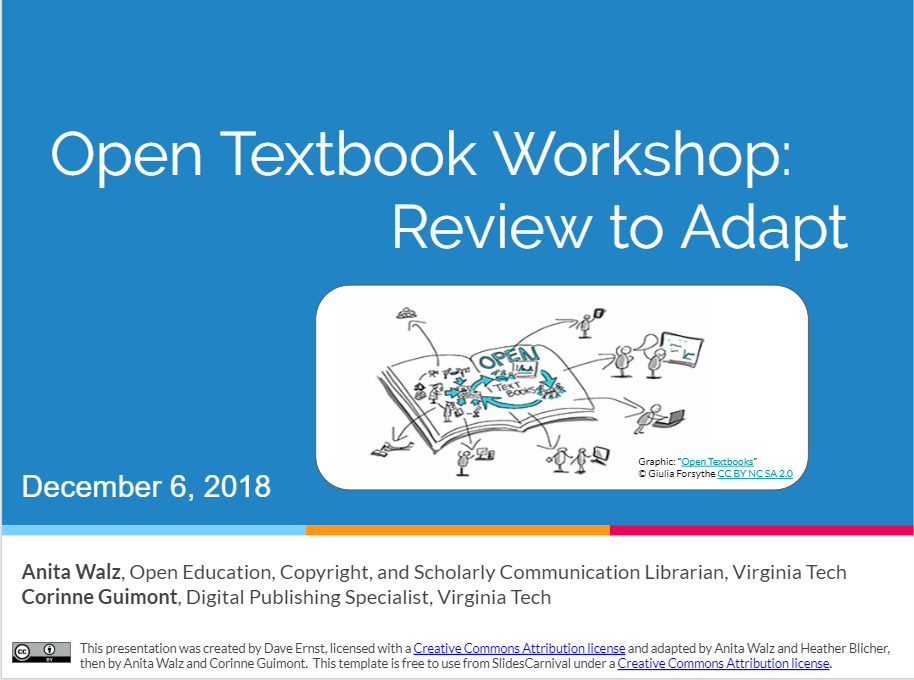 Open Textbook Workshop:
Review to Adapt
OPEN!
TEXT
BOOKS
Graphic: "Open Textbooks"
© Giulia Forsythe CC BY NC SA 2.0
December 6, 2018
Anita Walz, Open Education, Copyright, and Scholarly Communication Librarian, Virginia Tech
Corinne Guimont, Digital Publishing Specialist, Virginia Tech
cc
BY
This presentation was created by Dave Ernst, licensed with a Creative Commons Attribution license and adapted by Anita Walz and Heather Blicher,
then by Anita Walz and Corinne Guimont.  This template is free to use from SlidesCarnival under a Creative Commons Attribution license.